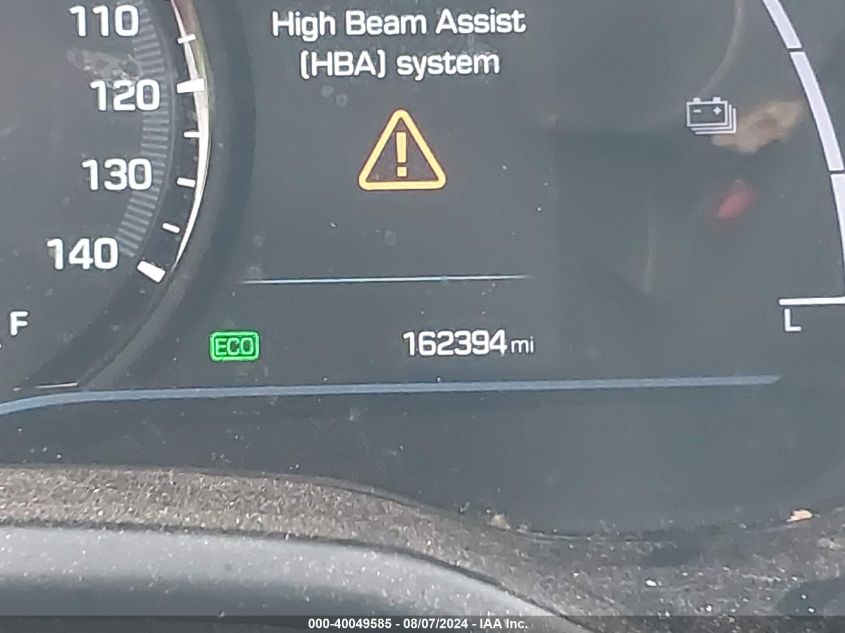 110
High Beam Assist
(HBA) system
120
130
140
L
F
ECO
162394 mi
000-40049585 - 08/07/2024 - IAA Inc.